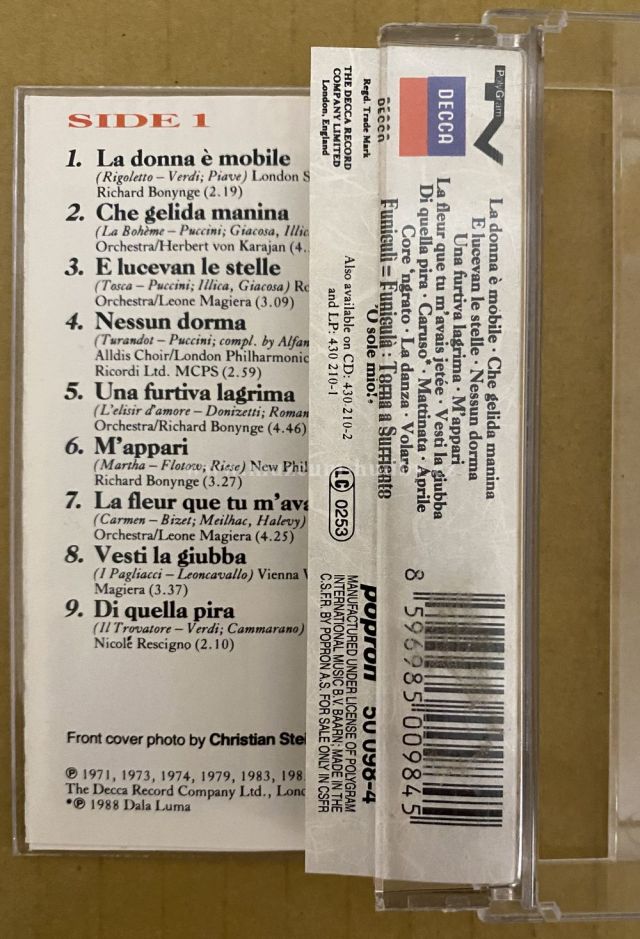 SIDE 1
1. La donna è mobile
(Rigoletto – Verdi; Piave) London S
Richard Bonynge (2.19)
2. Che gelida manina
(La Bohème – Puccini; Giacosa, Illic
Orchestra/Herbert von Karajan (4.
3. E lucevan le stelle
(Tosca – Puccini; Illica, Giacosa) Ro
Orchestra/Leone Magiera (3.09)
4. Nessun dorma
(Turandot – Puccini; compl. by Alfan
Alldis Choir/London Philharmonic
Ricordi Ltd. MCPS (2.59)
5. Una furtiva lagrima
(L'elisir d'amore – Donizetti; Roman
Orchestra/Richard Bonynge (4.46)
6. M'appari
(Martha – Flotow, Riese) New Phil
Richard Bonynge (3.27)
7. La fleur que tu m'ava
(Carmen – Bizet; Meilhac, Halevy)
Orchestra/Leone Magiera (4.25)
8. Vesti la giubba
(I Pagliacci – Leoncavallo) Vienna V
Magiera (3.37)
9. Di quella pira
(Il Trovatore – Verdi; Cammarano)
Nicolé Rescigno (2.10)
Front cover photo by Christian Stei
℗ 1971, 1973, 1974, 1979, 1983, 198
The Decca Record Company Ltd., Lond
*℗ 1988 Dala Luma
PolyGram
DECCA
La donna è mobile · Che gelida manina
E lucevan le stelle · Nessun dorma
Una furtiva lagrima · M'appari
La fleur que tu m'avais jetée · Vesti la giubba
Di quella pira · Caruso* · Mattinata · Aprile
Core 'ngrato · La danza · Volare
Funiculì = Funiculà : Torna a Surriento
'O sole mio!*
8 596985 009845
DECCA
Regd. Trade Mark
THE DECCA RECORD
COMPANY LIMITED
London, England
Also available on CD: 430 210-2
and LP: 430 210-1
LC 0253
popron 50 098-4
MANUFACTURED UNDER LICENSE OF POLYGRAM
INTERNATIONAL MUSIC B.V. BAARN; MADE IN THE
C.S.F.R. BY POPRON A.S. FOR SALE ONLY IN CSFR